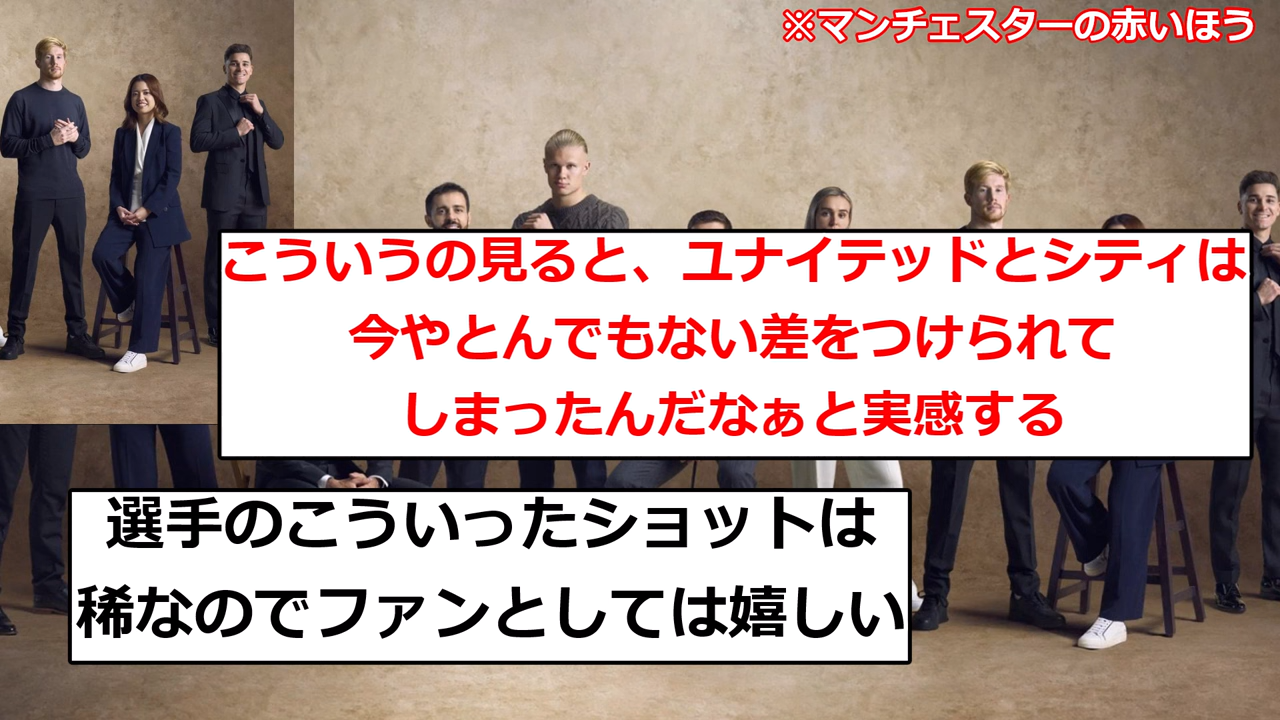 ※マンチェスターの赤いほう
こういうの見ると、ユナイテッドとシティは
今やとんでもない差をつけられて
しまったんだなぁと実感する
選手のこういったショットは
稀なのでファンとしては嬉しい